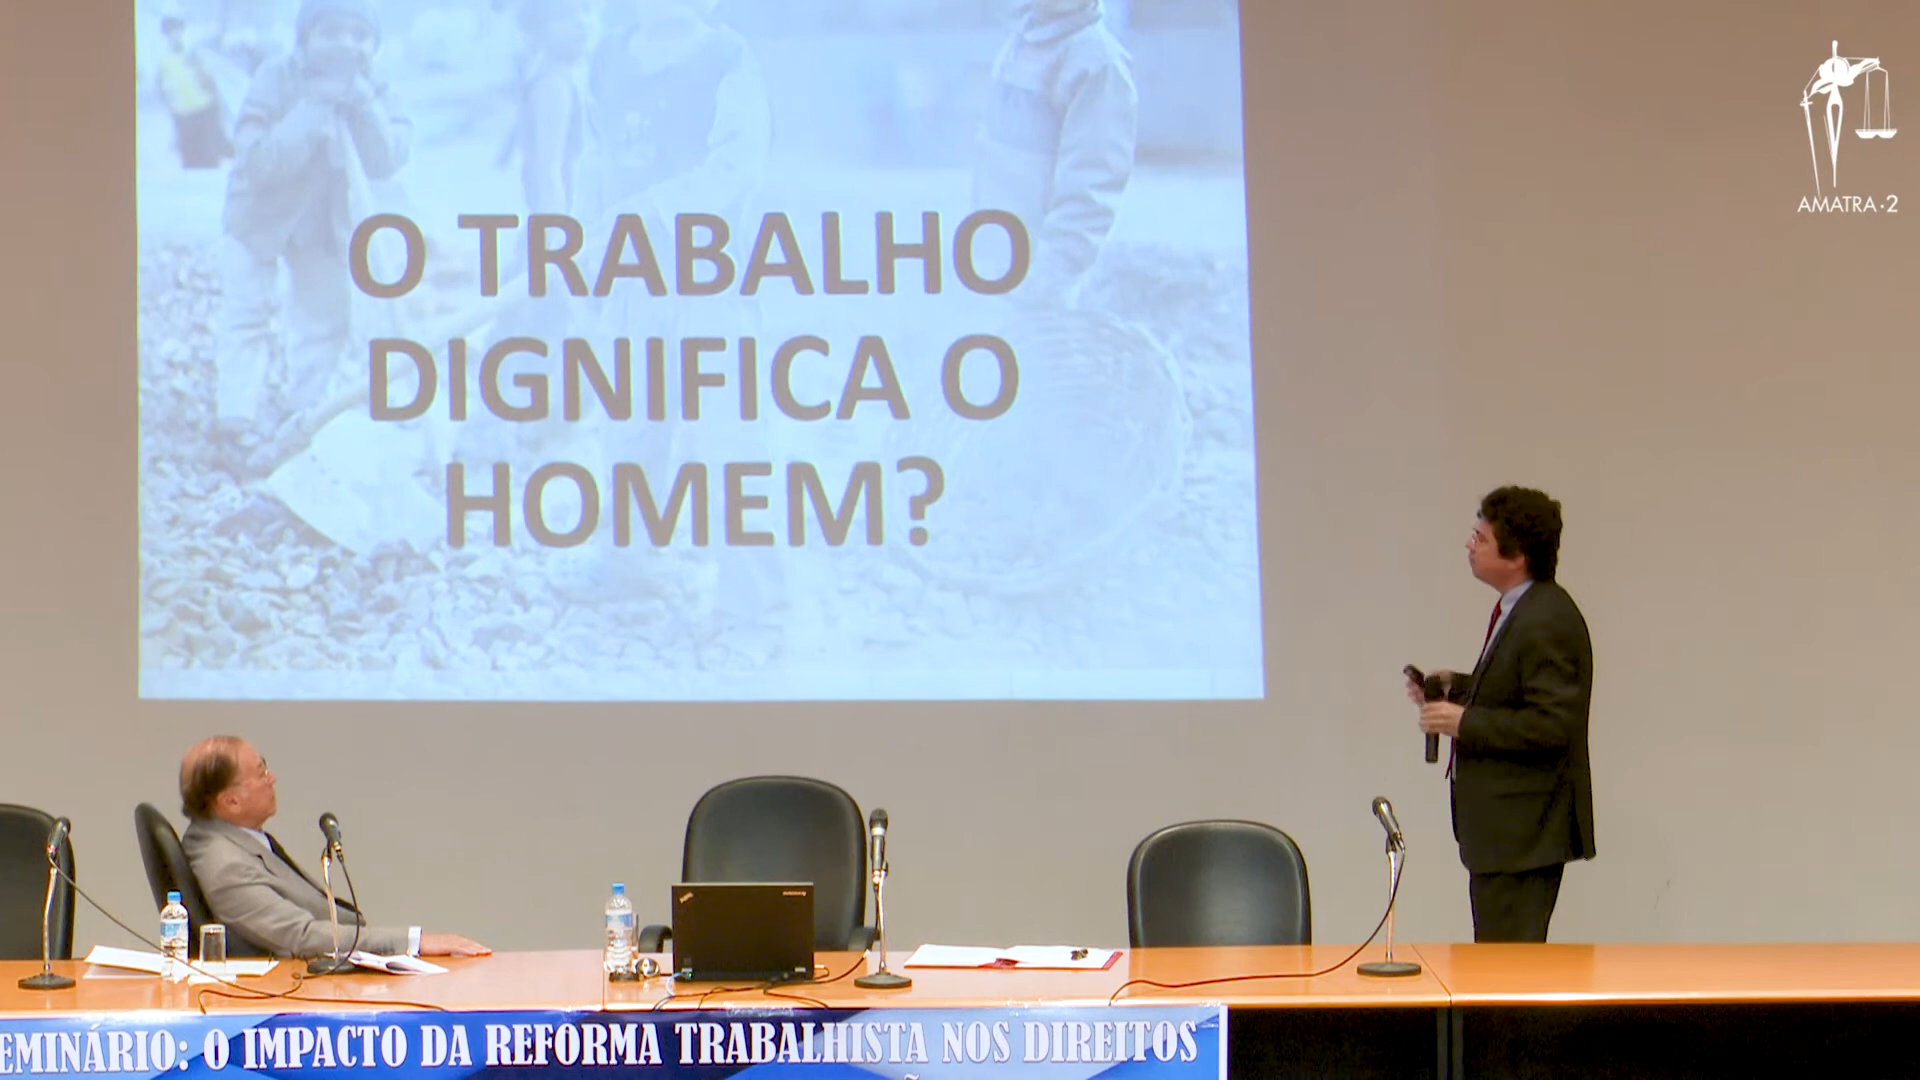 O TRABALHO
DIGNIFICA O
HOMEM?
AMATRA·2
EMINÁRIO: O IMPACTO DA REFORMA TRABALHISTA NOS DIREITOS